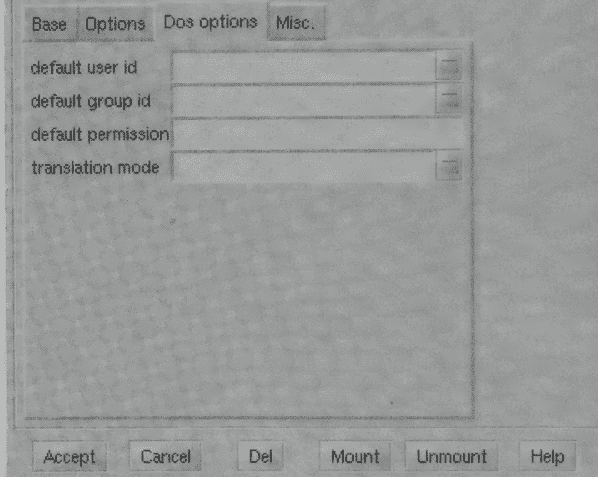 Base Options Dos options Misc.
default user id
default group id
default permission
translation mode
Accept Cancel Del Mount Unmount Help